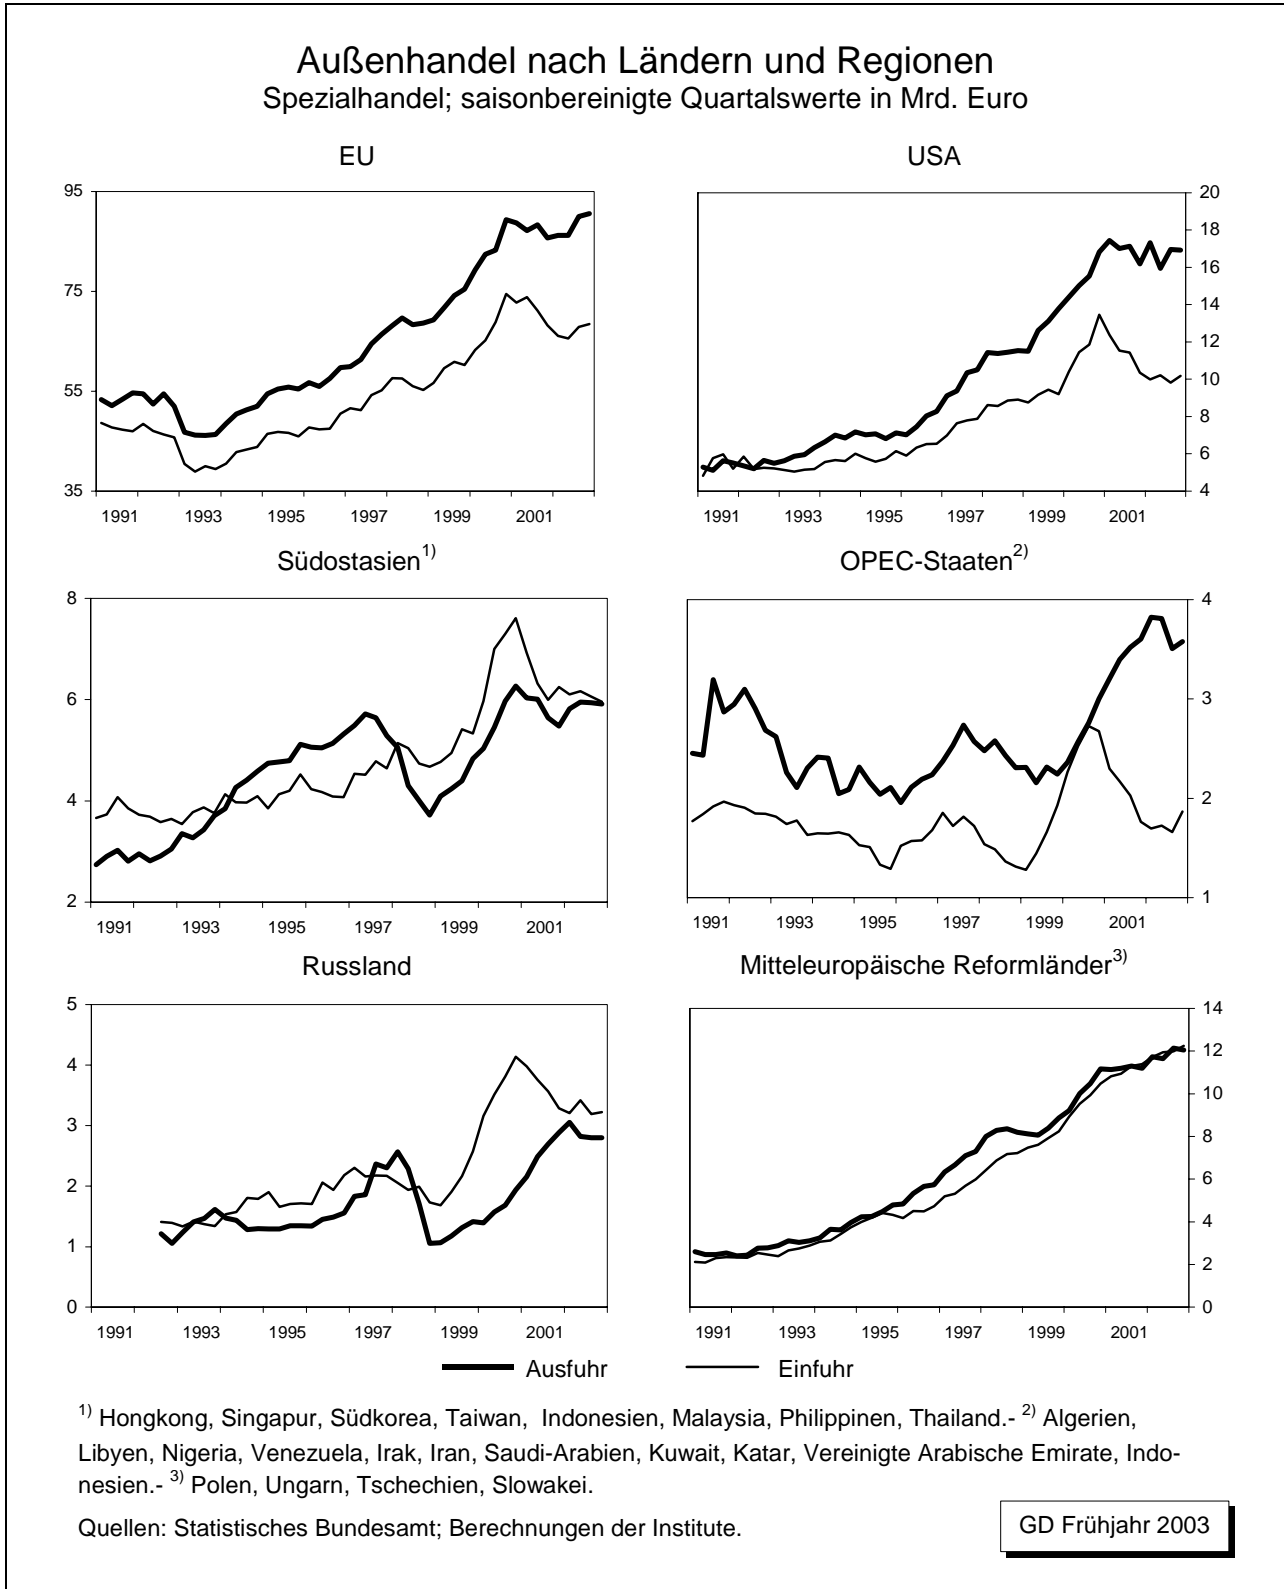 Außenhandel nach Ländern und Regionen
Spezialhandel; saisonbereinigte Quartalswerte in Mrd. Euro
EU
95
75
55
35
1991 1993 1995 1997 1999 2001
USA
20
18
16
14
12
10
8
6
4
1991 1993 1995 1997 1999 2001
Südostasien1)
8
6
4
2
1991 1993 1995 1997 1999 2001
OPEC-Staaten2)
4
3
2
1
1991 1993 1995 1997 1999 2001
Russland
5
4
3
2
1
0
1991 1993 1995 1997 1999 2001
Mitteleuropäische Reformländer3)
14
12
10
8
6
4
2
0
1991 1993 1995 1997 1999 2001
Ausfuhr Einfuhr
1) Hongkong, Singapur, Südkorea, Taiwan, Indonesien, Malaysia, Philippinen, Thailand.- 2) Algerien,
Libyen, Nigeria, Venezuela, Irak, Iran, Saudi-Arabien, Kuwait, Katar, Vereinigte Arabische Emirate, Indo-
nesien.- 3) Polen, Ungarn, Tschechien, Slowakei.
Quellen: Statistisches Bundesamt; Berechnungen der Institute.
GD Frühjahr 2003